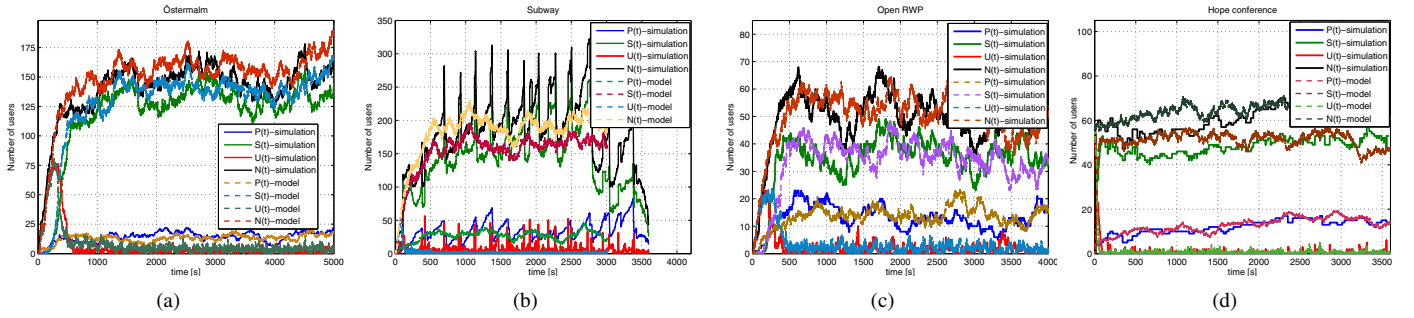 Östermalm
Number of users
175
150
125
100
75
50
25
0
P(t)−simulation
S(t)−simulation
U(t)−simulation
N(t)−simulation
P(t)−model
S(t)−model
U(t)−model
N(t)−model
0 1000 2000 3000 4000 5000
time [s]
(a)
Subway
Number of users
350
300
250
200
150
100
50
0
P(t)−simulation
S(t)−simulation
U(t)−simulation
N(t)−simulation
P(t)−model
S(t)−model
U(t)−model
N(t)−model
0 500 1000 1500 2000 2500 3000 3500 4000
time [s]
(b)
Open RWP
Number of users
80
70
60
50
40
30
20
10
0
P(t)−simulation
S(t)−simulation
U(t)−simulation
N(t)−simulation
P(t)−simulation
S(t)−simulation
U(t)−simulation
N(t)−simulation
0 500 1000 1500 2000 2500 3000 3500 4000
time [s]
(c)
Hope conference
Number of users
100
80
60
40
20
0
P(t)−simulation
S(t)−simulation
U(t)−simulation
N(t)−simulation
P(t)−model
S(t)−model
U(t)−model
N(t)−model
0 500 1000 1500 2000 2500 3000 3500
time [s]
(d)